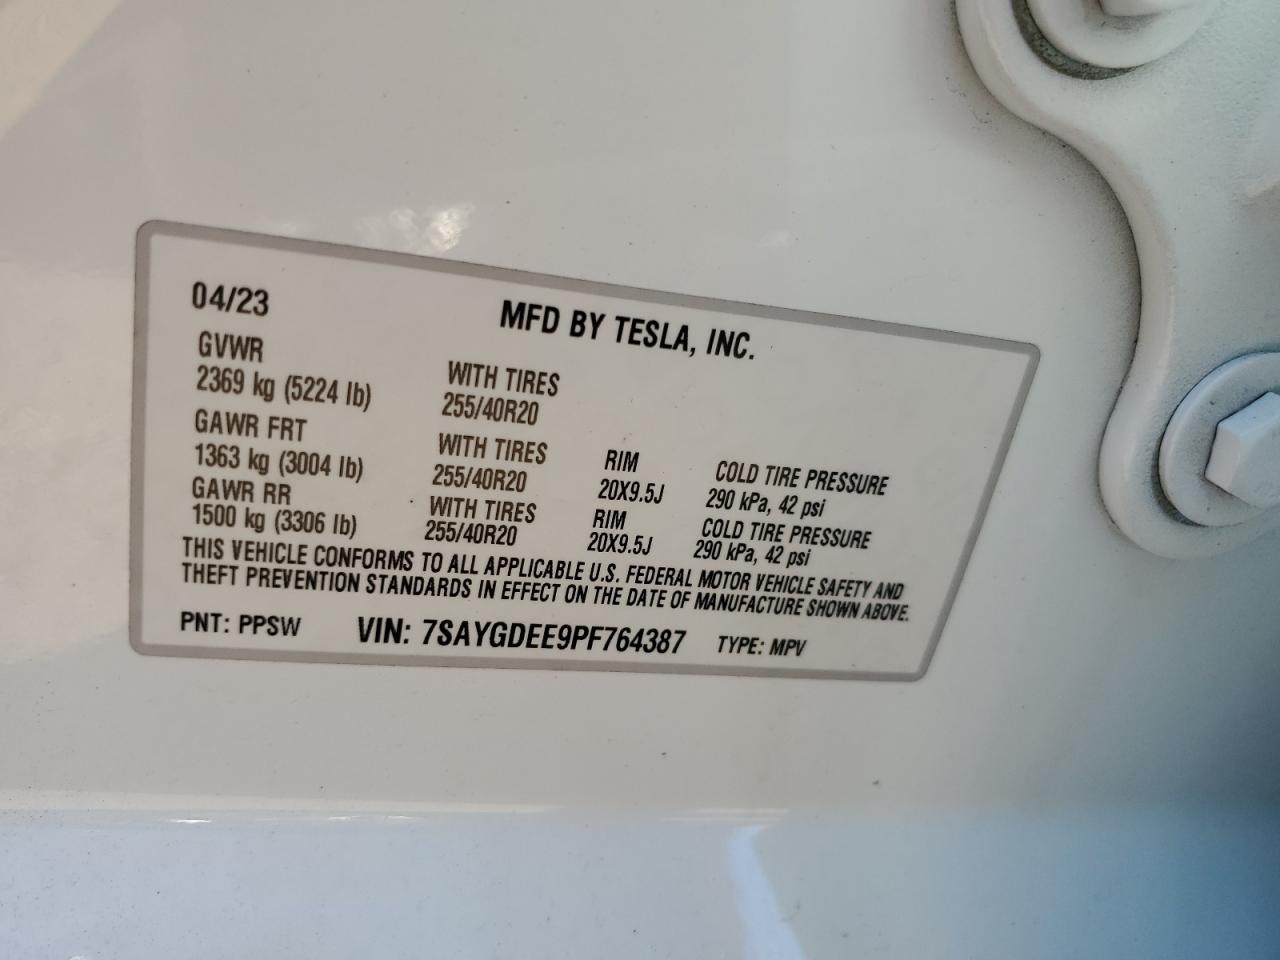 04/23
MFD BY TESLA, INC.
GVWR
2369 kg (5224 lb)
WITH TIRES
255/40R20
GAWR FRT
1363 kg (3004 lb)
WITH TIRES
255/40R20
RIM
20X9.5J
COLD TIRE PRESSURE
290 kPa, 42 psi
GAWR RR
1500 kg (3306 lb)
WITH TIRES
255/40R20
RIM
20X9.5J
COLD TIRE PRESSURE
290 kPa, 42 psi
THIS VEHICLE CONFORMS TO ALL APPLICABLE U.S. FEDERAL MOTOR VEHICLE SAFETY AND
THEFT PREVENTION STANDARDS IN EFFECT ON THE DATE OF MANUFACTURE SHOWN ABOVE.
PNT: PPSW VIN: 7SAYGDEE9PF764387 TYPE: MPV